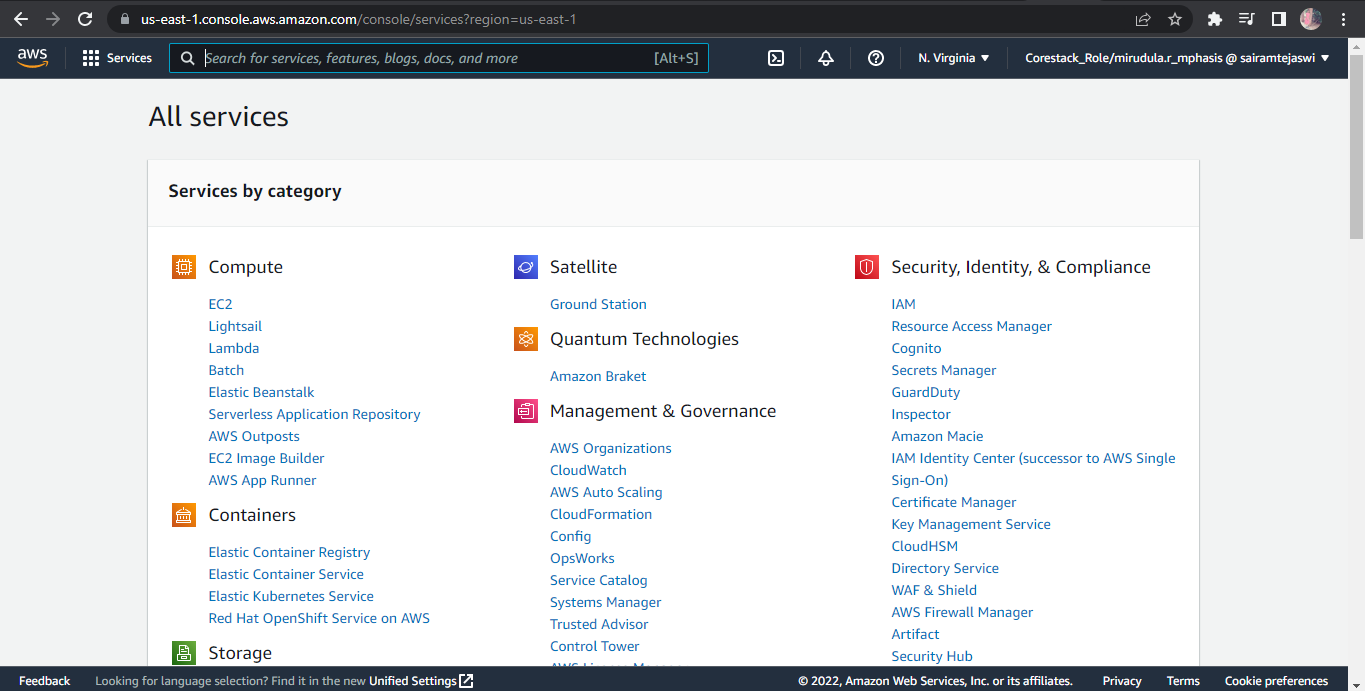 us-east-1.console.aws.amazon.com/console/services?region=us-east-1
aws
Services
Search for services, features, blogs, docs, and more
[Alt+S]
N. Virginia
Corestack_Role/mirudula.r_mphasis @ sairamtejaswi
All services
Services by category
Compute
EC2
Lightsail
Lambda
Batch
Elastic Beanstalk
Serverless Application Repository
AWS Outposts
EC2 Image Builder
AWS App Runner
Containers
Elastic Container Registry
Elastic Container Service
Elastic Kubernetes Service
Red Hat OpenShift Service on AWS
Storage
Satellite
Ground Station
Quantum Technologies
Amazon Braket
Management & Governance
AWS Organizations
CloudWatch
AWS Auto Scaling
CloudFormation
Config
OpsWorks
Service Catalog
Systems Manager
Trusted Advisor
Control Tower
Security, Identity, & Compliance
IAM
Resource Access Manager
Cognito
Secrets Manager
GuardDuty
Inspector
Amazon Macie
IAM Identity Center (successor to AWS Single
Sign-On)
Certificate Manager
Key Management Service
CloudHSM
Directory Service
WAF & Shield
AWS Firewall Manager
Artifact
Security Hub
Feedback
Looking for language selection? Find it in the new Unified Settings
© 2022, Amazon Web Services, Inc. or its affiliates.
Privacy
Terms
Cookie preferences